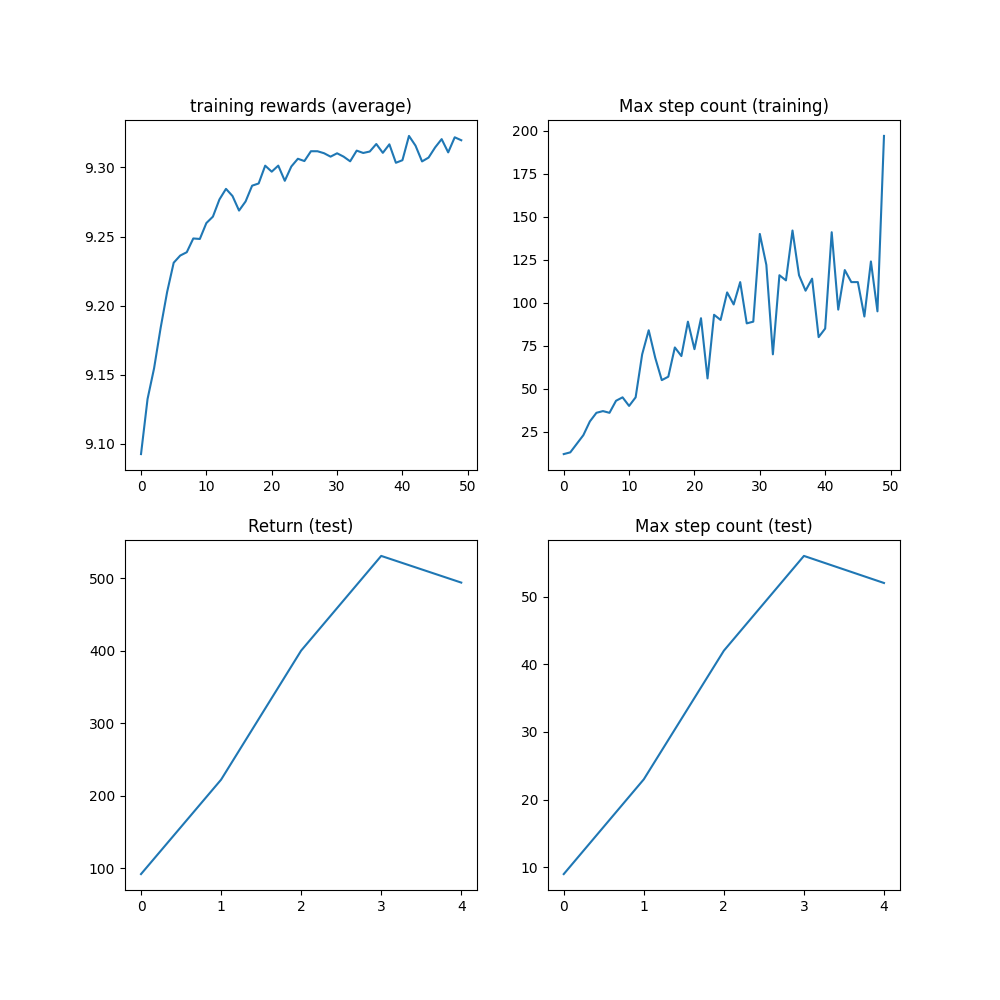 training rewards (average)
Max step count (training)
9.30
9.25
9.20
9.15
9.10
0 10 20 30 40 50
200
175
150
125
100
75
50
25
0 10 20 30 40 50
Return (test)
Max step count (test)
500
400
300
200
100
0 1 2 3 4
50
40
30
20
10
0 1 2 3 4